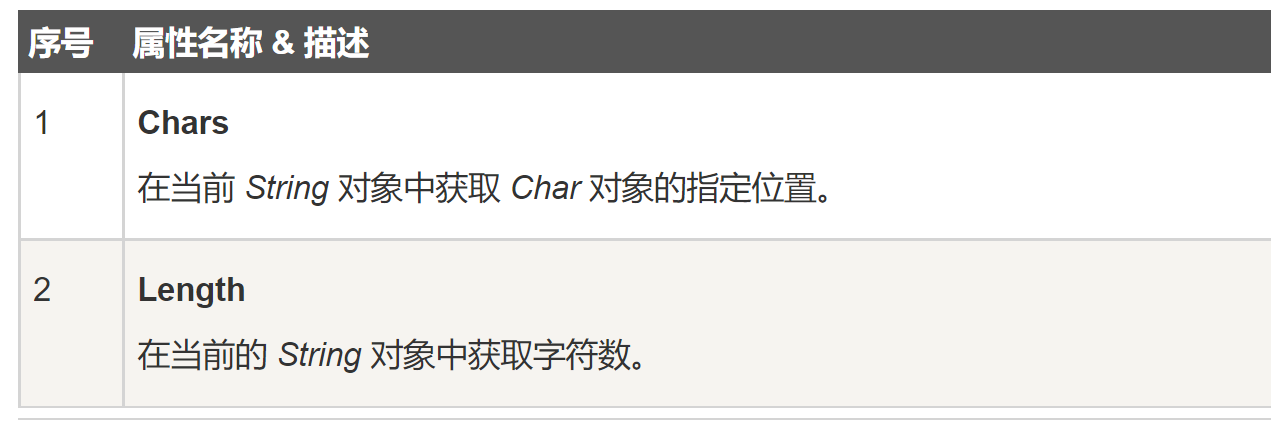 序号 属性名称 & 描述
1 Chars
在当前 String 对象中获取 Char 对象的指定位置。
2 Length
在当前的 String 对象中获取字符数。